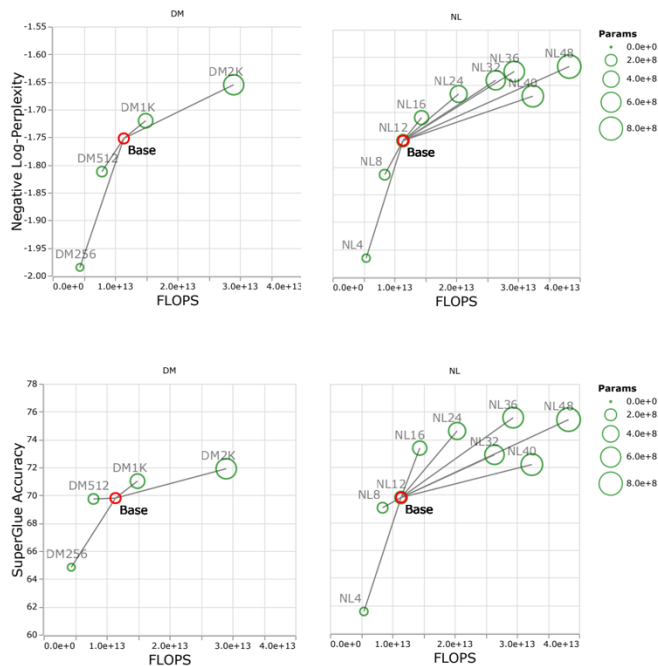 DM
NL
Negative Log-Perplexity
-1.55
-1.60
-1.65
-1.70
-1.75
-1.80
-1.85
-1.90
-1.95
-2.00
DM2K
DM1K
Base
DM512
DM256
0.0e+0 1.0e+13 2.0e+13 3.0e+13 4.0e+13
FLOPS
NL48
NL36
NL32
NL40
NL24
NL16
NL12
Base
NL8
NL4
0.0e+0 1.0e+13 2.0e+13 3.0e+13 4.0e+13
FLOPS
Params
0.0e+0
2.0e+8
4.0e+8
6.0e+8
8.0e+8
DM
NL
SuperGlue Accuracy
78
76
74
72
70
68
66
64
62
60
DM2K
DM1K
DM512
Base
DM256
0.0e+0 1.0e+13 2.0e+13 3.0e+13 4.0e+13
FLOPS
NL36
NL48
NL24
NL16
NL32
NL40
NL12
NL8
Base
NL4
0.0e+0 1.0e+13 2.0e+13 3.0e+13 4.0e+13
FLOPS
Params
0.0e+0
2.0e+8
4.0e+8
6.0e+8
8.0e+8